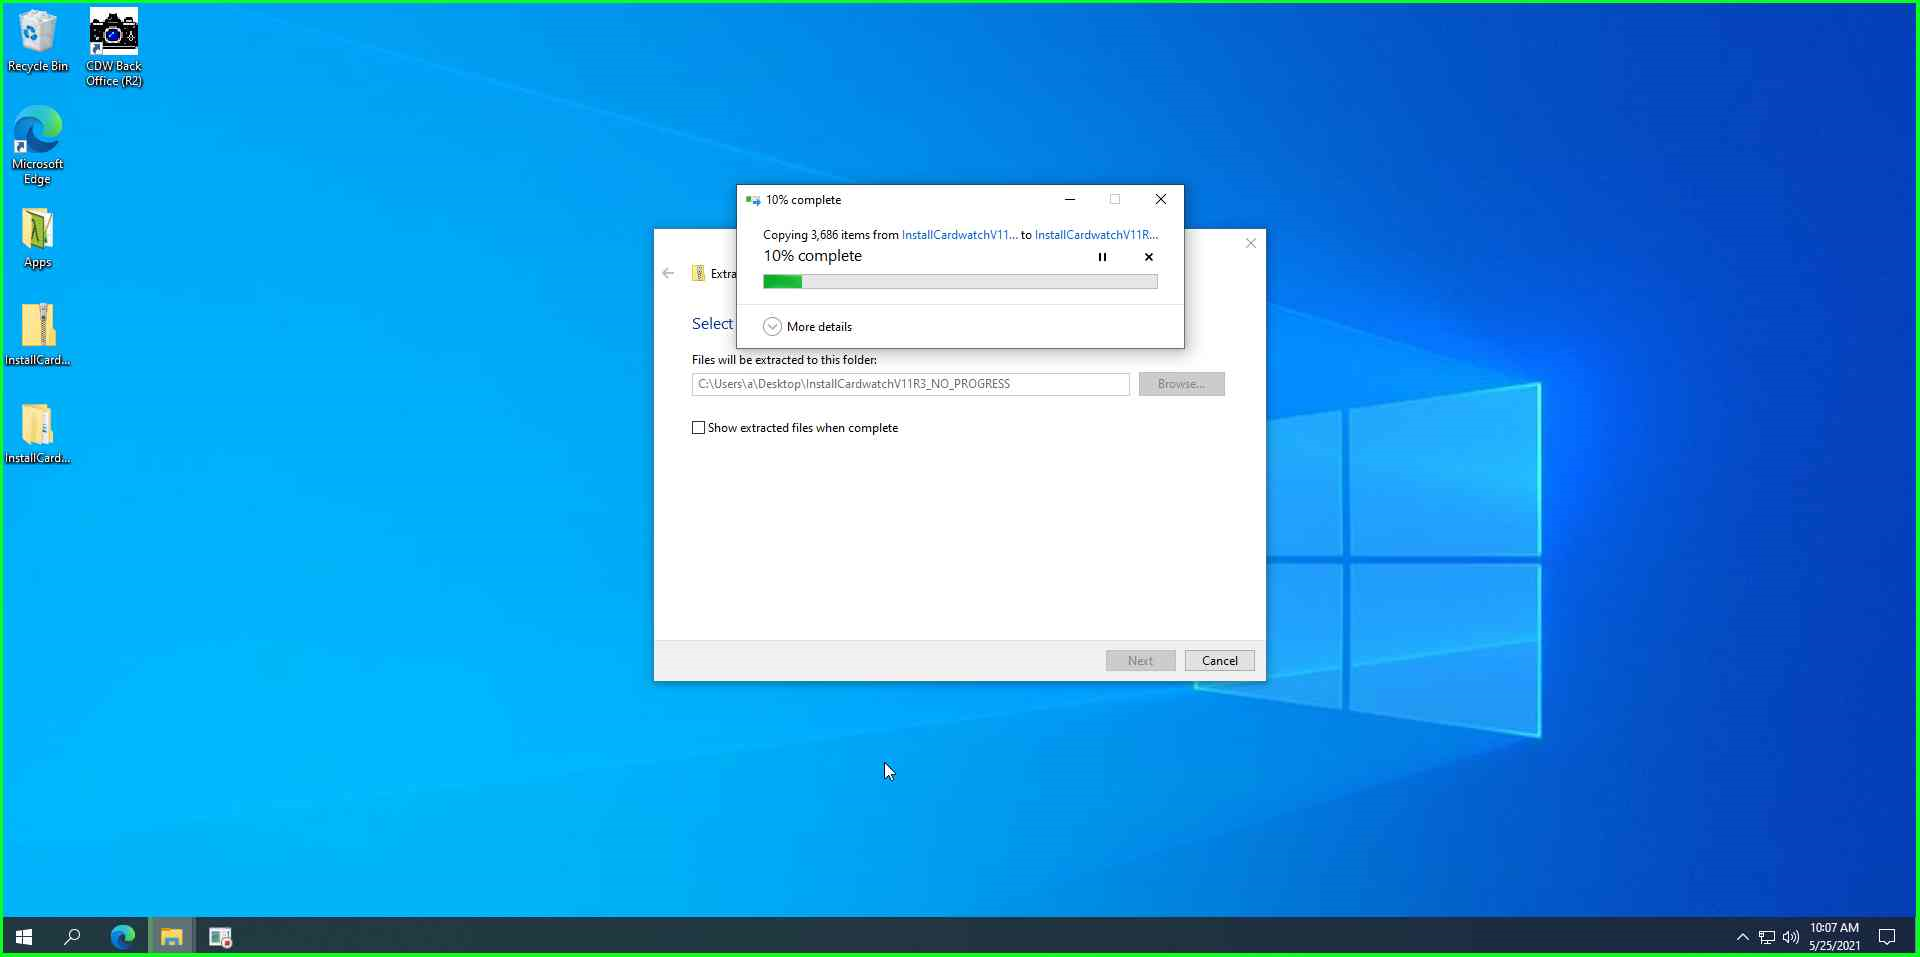 Recycle Bin
CDW Back
Office (R2)
Microsoft
Edge
Apps
InstallCard...
InstallCard...
10% complete
Copying 3,686 items from InstallCardwatchV11... to InstallCardwatchV11R...
10% complete
More details
Extra
Select
Files will be extracted to this folder:
C:\Users\a\Desktop\InstallCardwatchV11R3_NO_PROGRESS
Browse...
Show extracted files when complete
Next
Cancel
10:07 AM
5/25/2021